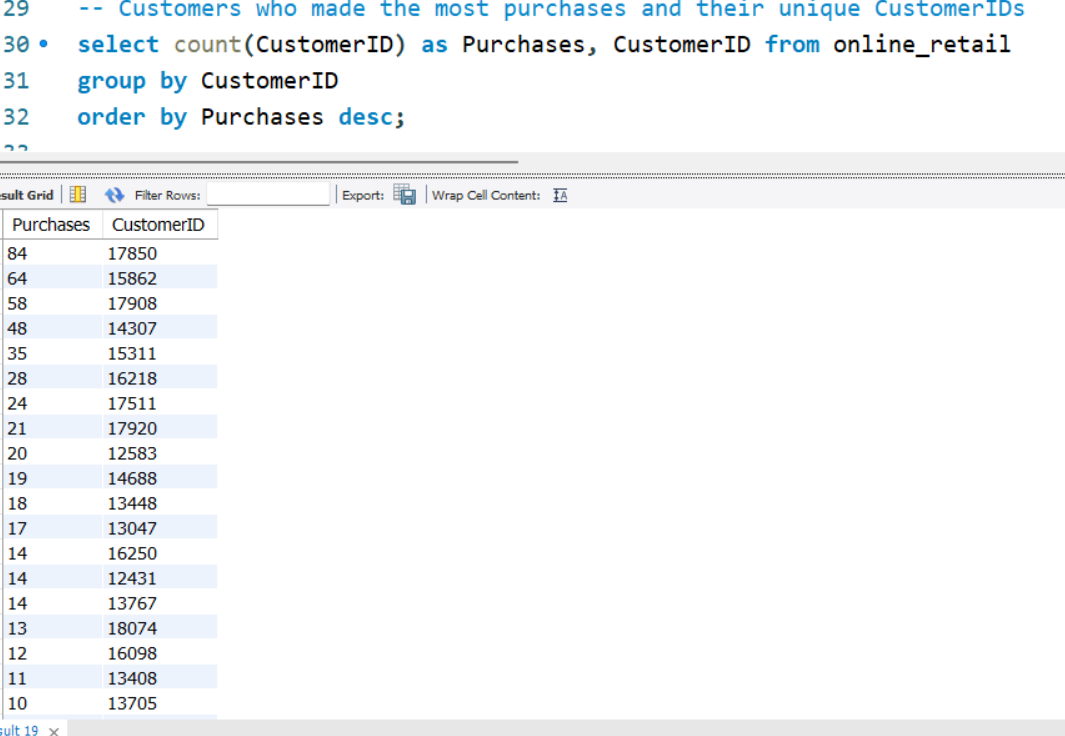 29 -- Customers who made the most purchases and their unique CustomerIDs
30 select count(CustomerID) as Purchases, CustomerID from online_retail
31 group by CustomerID
32 order by Purchases desc;
sult Grid Filter Rows: Export: Wrap Cell Content:
Purchases CustomerID
84 17850
64 15862
58 17908
48 14307
35 15311
28 16218
24 17511
21 17920
20 12583
19 14688
18 13448
17 13047
14 16250
14 12431
14 13767
13 18074
12 16098
11 13408
10 13705
sult 19